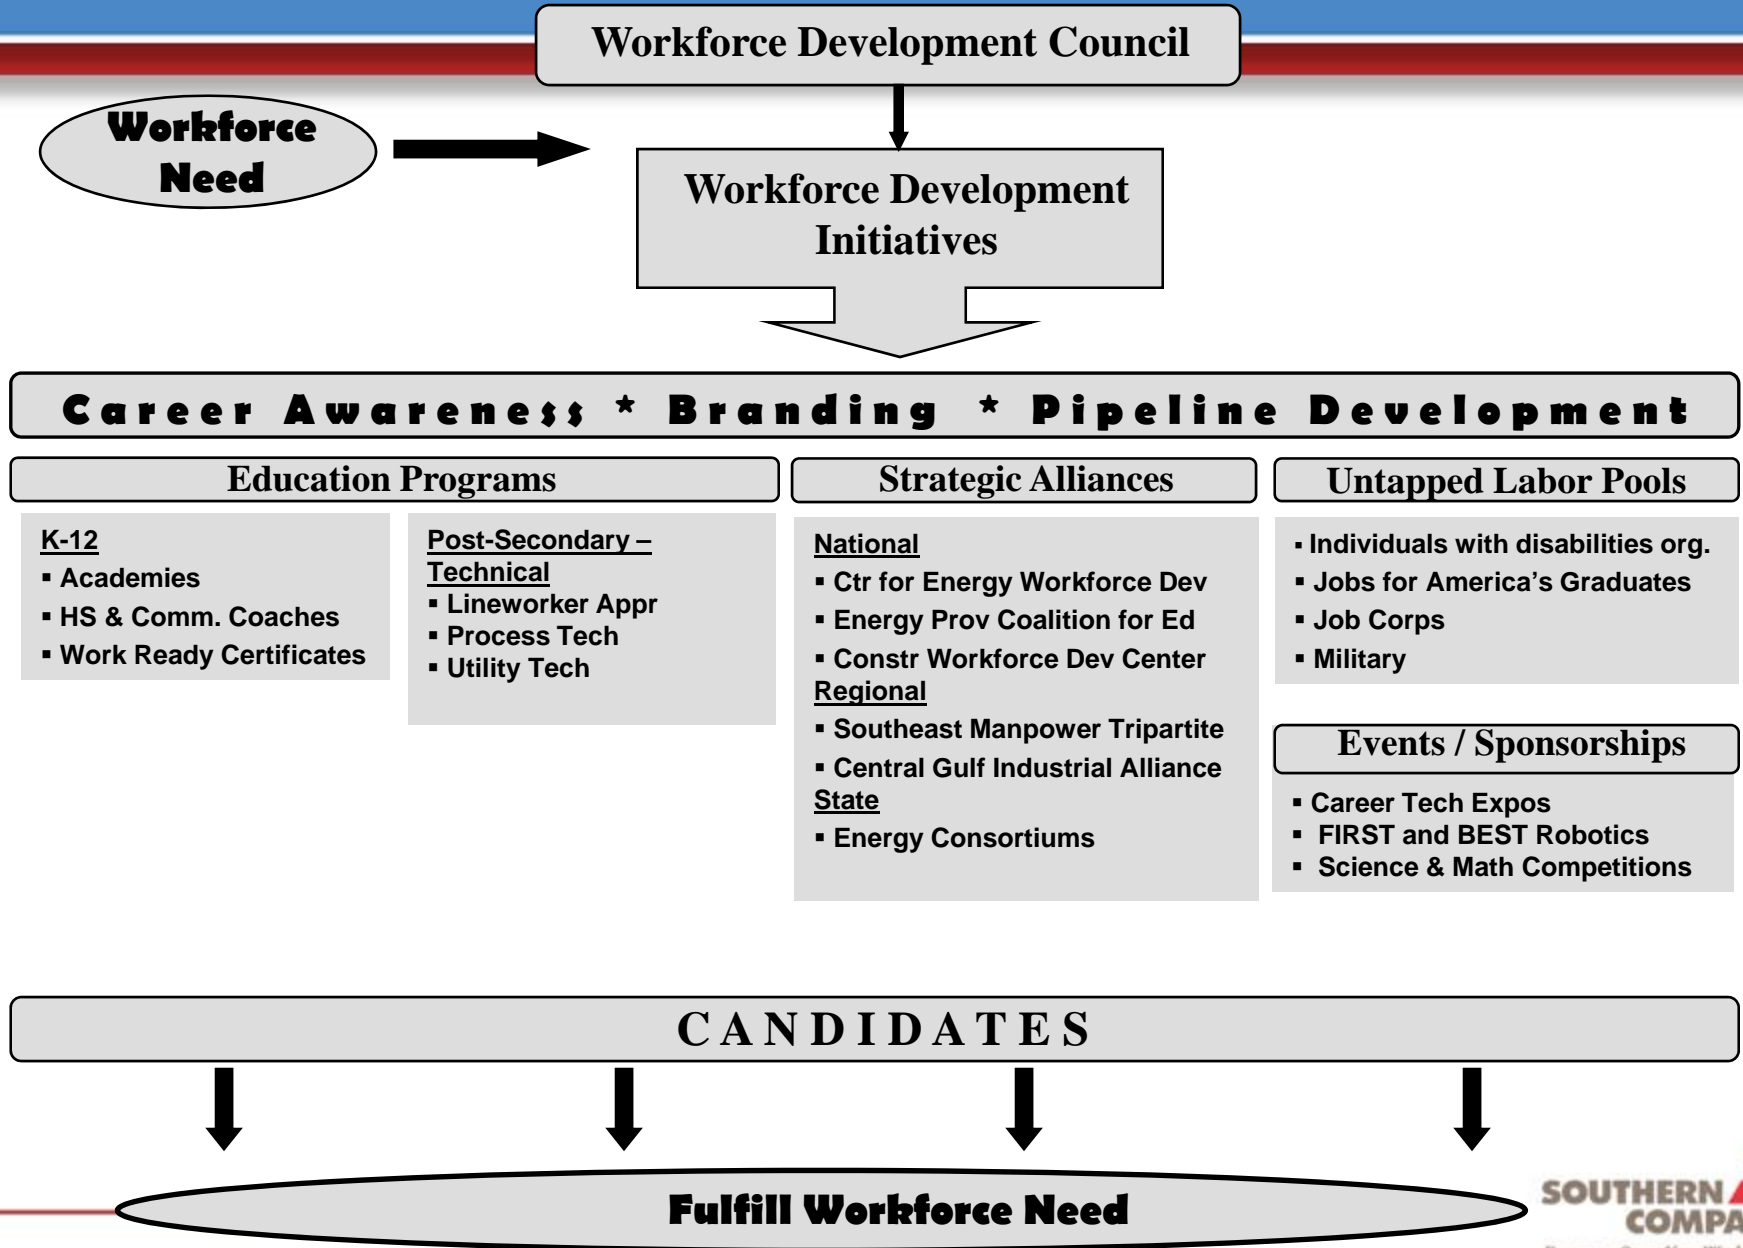 Workforce Development Council
Workforce
Need
Workforce Development
Initiatives
Career Awareness * Branding * Pipeline Development
Education Programs
K-12
▪ Academies
▪ HS & Comm. Coaches
▪ Work Ready Certificates
Post-Secondary –
Technical
▪ Lineworker Appr
▪ Process Tech
▪ Utility Tech
Strategic Alliances
National
▪ Ctr for Energy Workforce Dev
▪ Energy Prov Coalition for Ed
▪ Constr Workforce Dev Center
Regional
▪ Southeast Manpower Tripartite
▪ Central Gulf Industrial Alliance
State
▪ Energy Consortiums
Untapped Labor Pools
▪ Individuals with disabilities org.
▪ Jobs for America's Graduates
▪ Job Corps
▪ Military
Events / Sponsorships
▪ Career Tech Expos
▪ FIRST and BEST Robotics
▪ Science & Math Competitions
CANDIDATES
Fulfill Workforce Need
SOUTHERN
COMPA